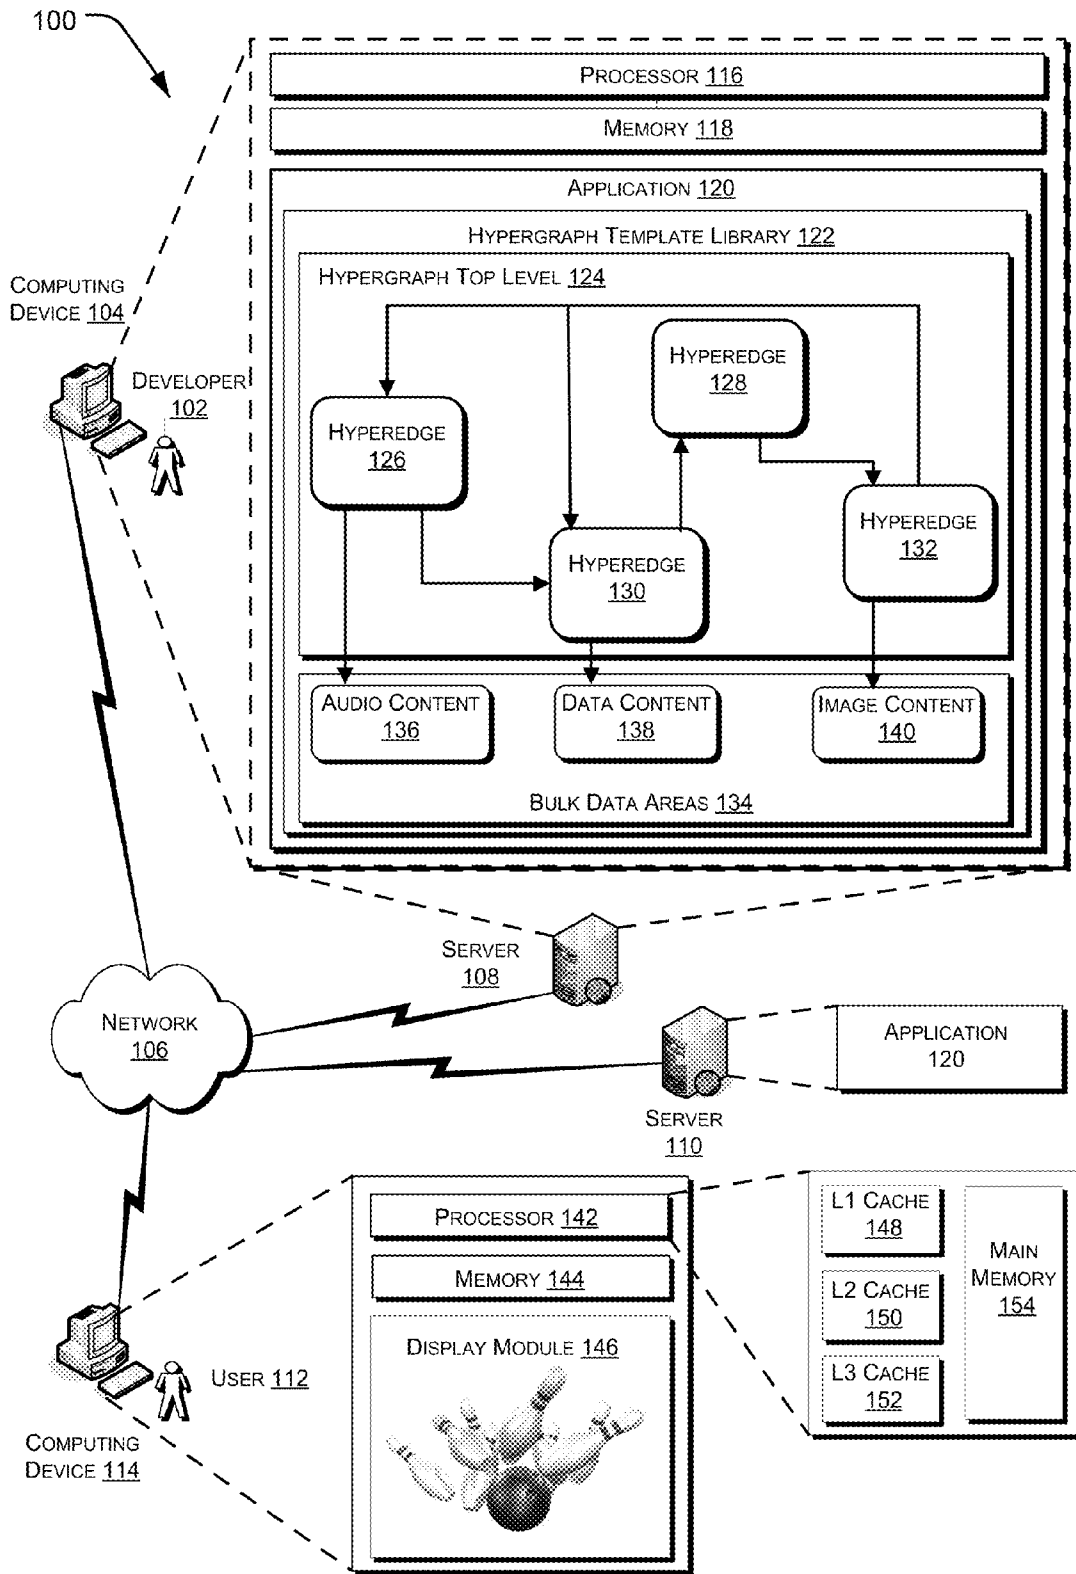 100
PROCESSOR 116
MEMORY 118
APPLICATION 120
HYPERGRAPH TEMPLATE LIBRARY 122
HYPERGRAPH TOP LEVEL 124
COMPUTING
DEVICE 104
DEVELOPER
102
HYPEREDGE
128
HYPEREDGE
126
HYPEREDGE
132
HYPEREDGE
130
AUDIO CONTENT
136
DATA CONTENT
138
IMAGE CONTENT
140
BULK DATA AREAS 134
SERVER
108
NETWORK
106
APPLICATION
120
SERVER
110
PROCESSOR 142
MEMORY 144
DISPLAY MODULE 146
L1 CACHE
148
L2 CACHE
150
L3 CACHE
152
MAIN
MEMORY
154
USER 112
COMPUTING
DEVICE 114